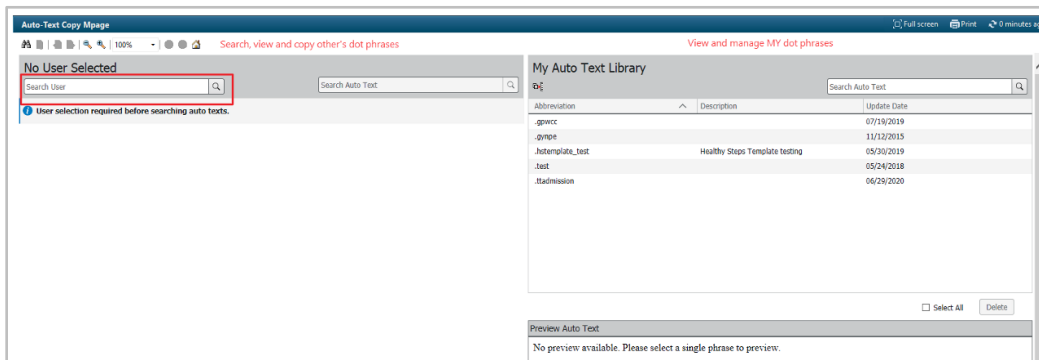 Auto-Text Copy Mpage
Full screen Print 0 minutes ag
100%
Search, view and copy other's dot phrases
View and manage MY dot phrases
No User Selected
Search User
Search Auto Text
User selection required before searching auto texts.
My Auto Text Library
Search Auto Text
Abbreviation Description Update Date
.gpwcc 07/19/2019
.gynpe 11/12/2015
.hstemplate_test Healthy Steps Template testing 05/30/2019
.test 05/24/2018
.ttadmission 06/29/2020
Select All Delete
Preview Auto Text
No preview available. Please select a single phrase to preview.